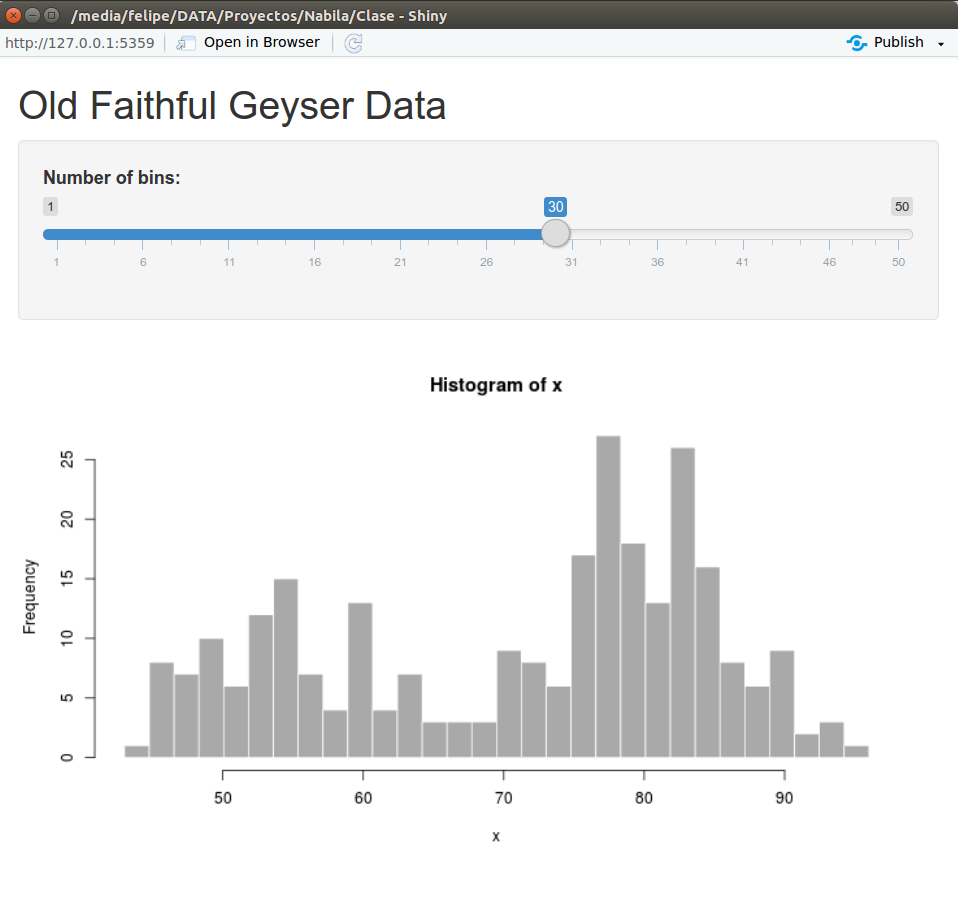 /media/felipe/DATA/Proyectos/Nabila/Clase - Shiny
http://127.0.0.1:5359 Open in Browser Publish
Old Faithful Geyser Data
Number of bins:
1 30 50
1 6 11 16 21 26 31 36 41 46 50
Histogram of x
Frequency
25
20
15
10
5
0
50 60 70 80 90
x